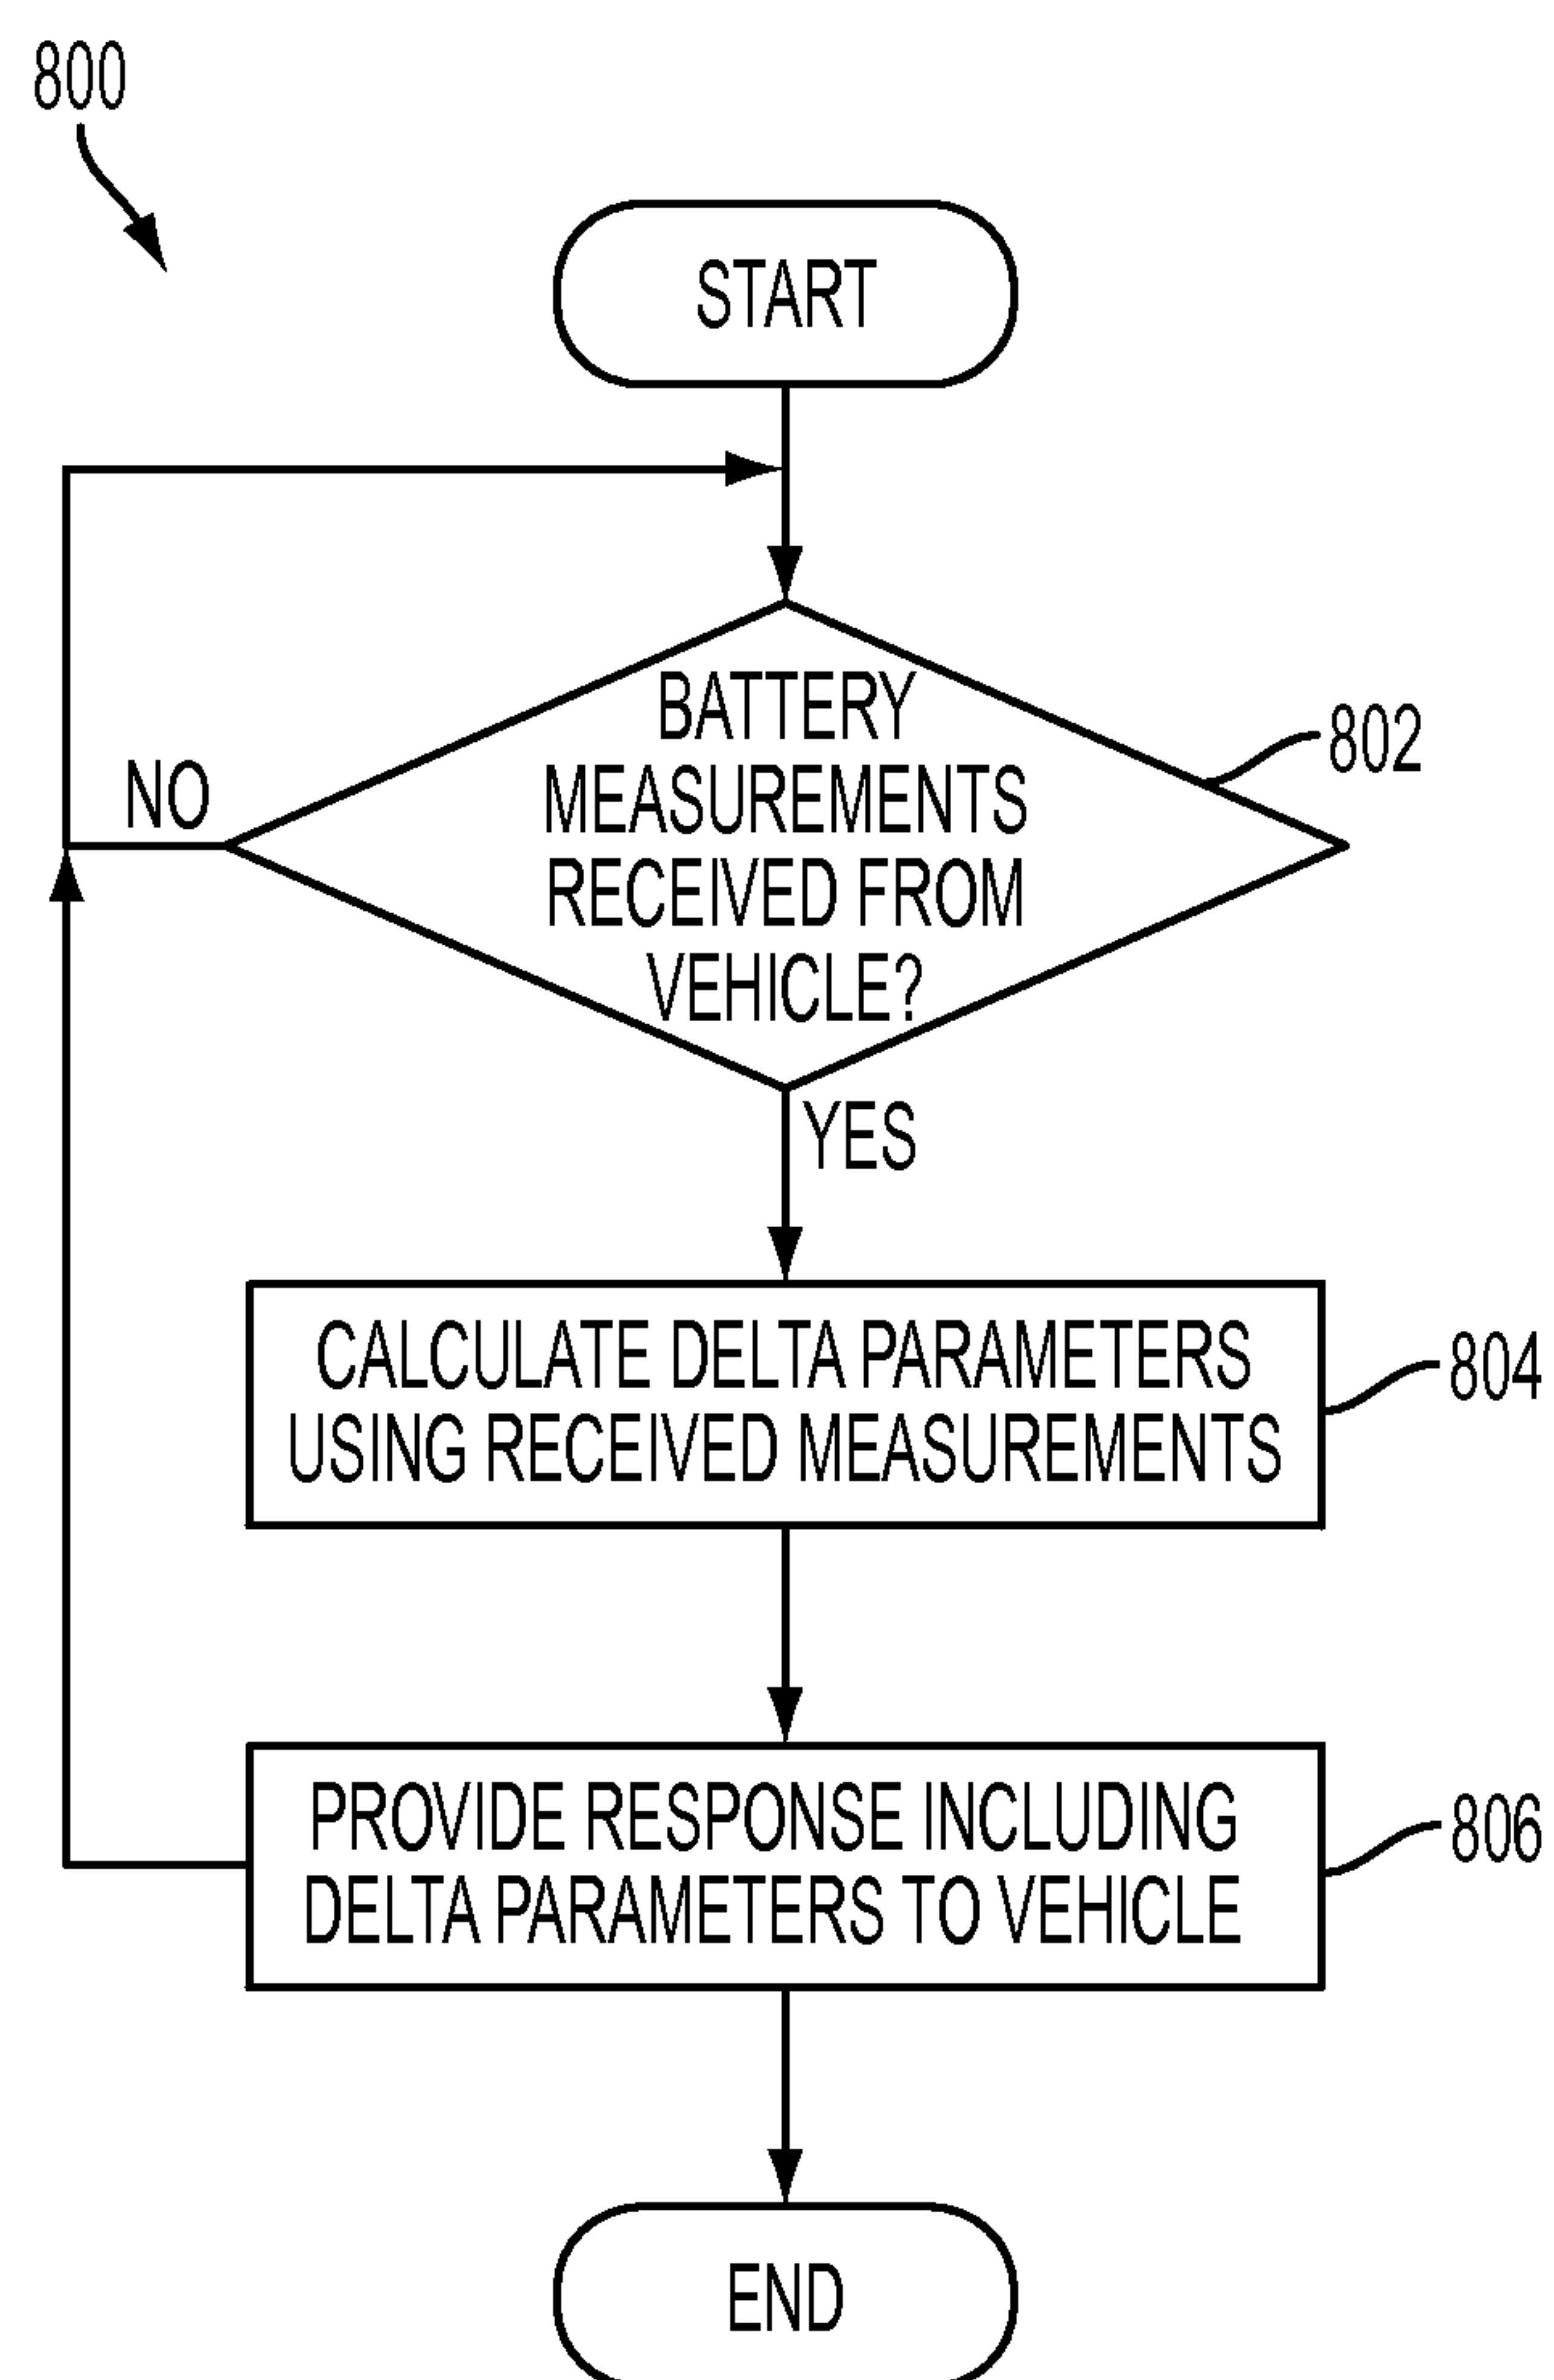 800
START
BATTERY
MEASUREMENTS
RECEIVED FROM
VEHICLE?
802
NO
YES
CALCULATE DELTA PARAMETERS
USING RECEIVED MEASUREMENTS
804
PROVIDE RESPONSE INCLUDING
DELTA PARAMETERS TO VEHICLE
806
END